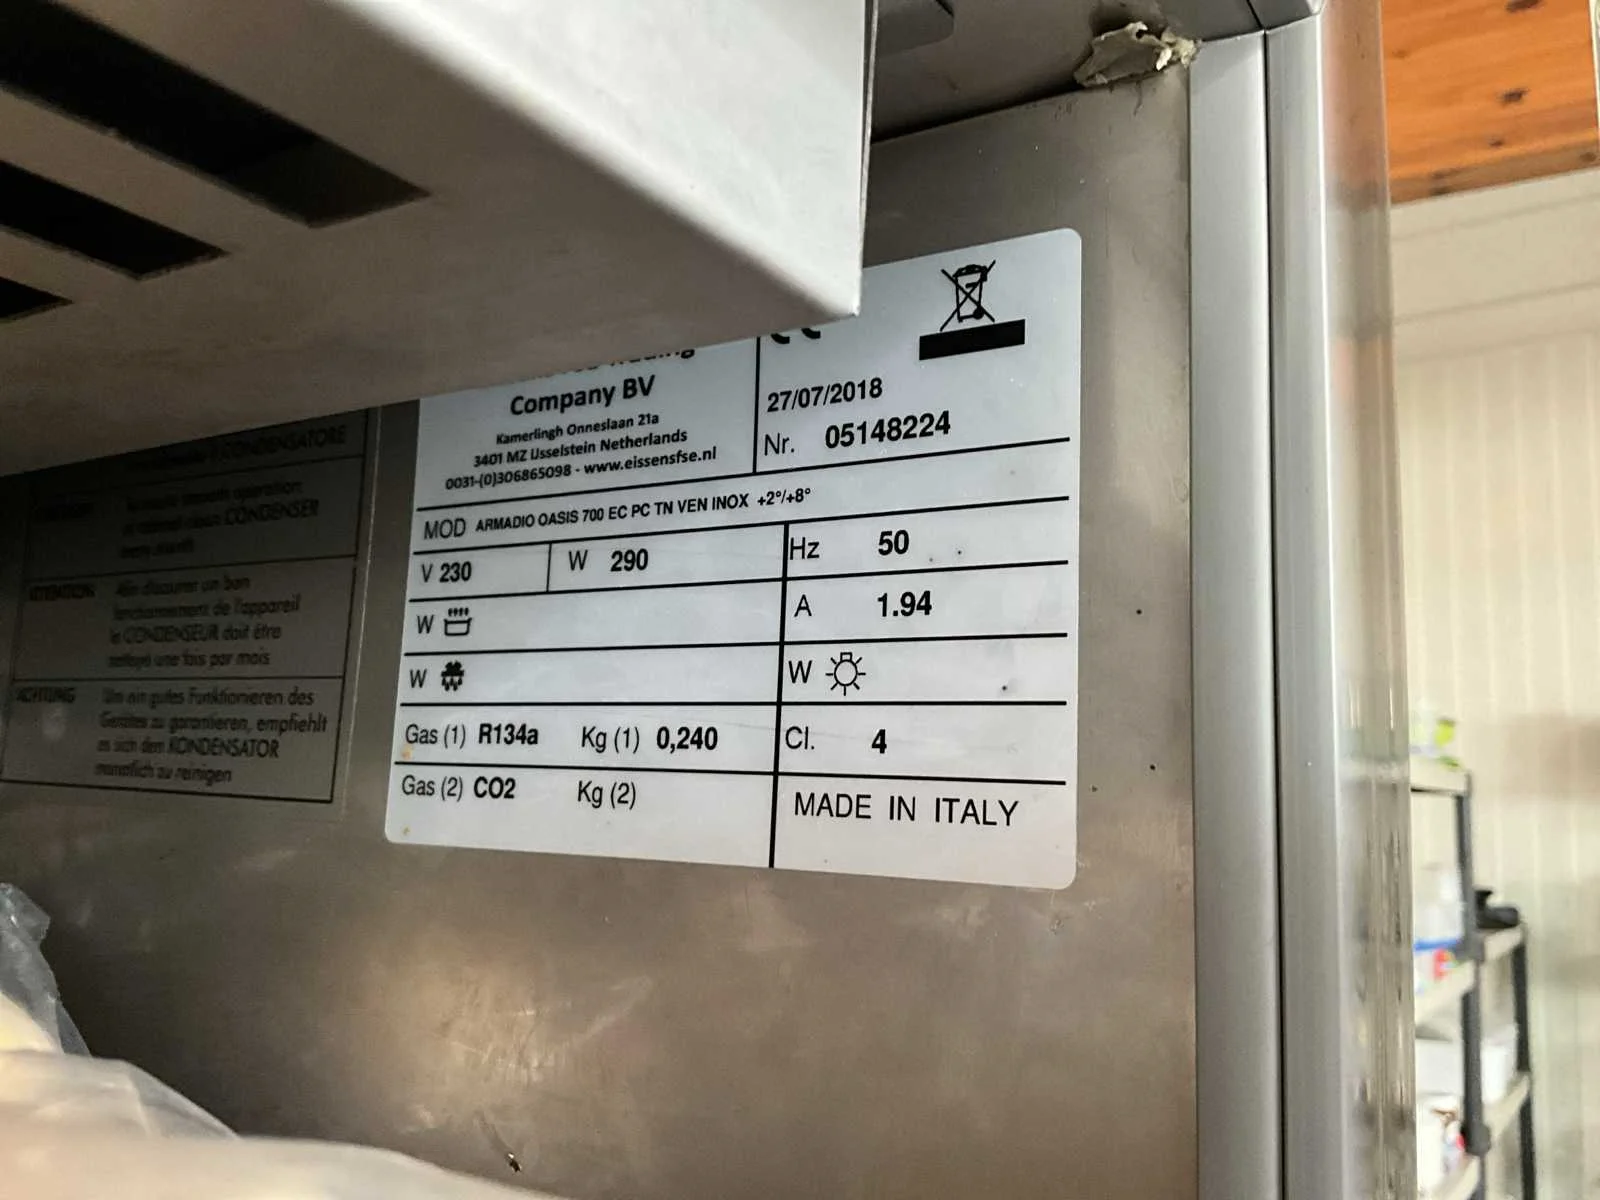 Company BV
Kamerlingh Onneslaan 21a
3401 MZ IJsselstein Netherlands
0031-(0)306865098 - www.eissensfse.nl
27/07/2018
Nr. 05148224
MOD ARMADIO OASIS 700 EC PC TN VEN INOX +2°/+8°
V 230 W 290 Hz 50
W A 1.94
W W
Gas (1) R134a Kg (1) 0,240 Cl. 4
Gas (2) CO2 Kg (2) MADE IN ITALY
CONDENSATORE
CONDENSER
ATTENTION Afin d'assurer un bon
fonctionnement de l'appareil
le CONDENSEUR doit être
nettoyé une fois par mois
ACHTUNG Um ein gutes Funktionieren des
Gerätes zu garantieren, empfiehlt
es sich dem KONDENSATOR
monatlich zu reinigen